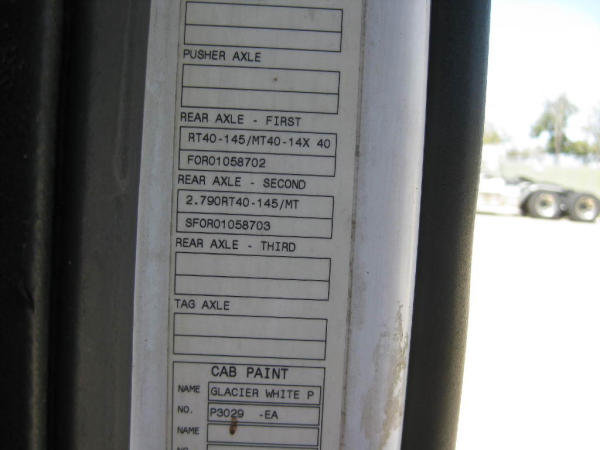 PUSHER AXLE
REAR AXLE - FIRST
RT40-145/MT40-14X 40
FOR01058702
REAR AXLE - SECOND
2.790RT40-145/MT
SFOR01058703
REAR AXLE - THIRD
TAG AXLE
CAB PAINT
NAME GLACIER WHITE P
NO. P3029 -EA
NAME
NO.